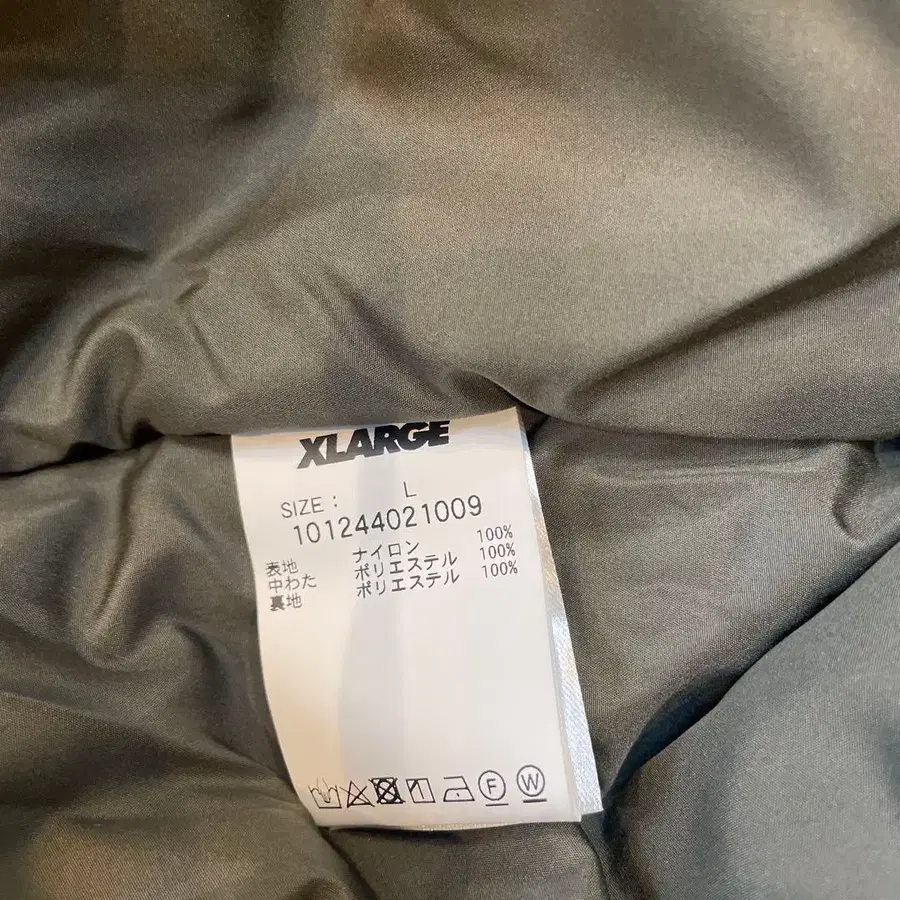 XLARGE
SIZE : L
101244021009
表地 ナイロン 100%
中わた ポリエステル 100%
裏地 ポリエステル 100%
F W